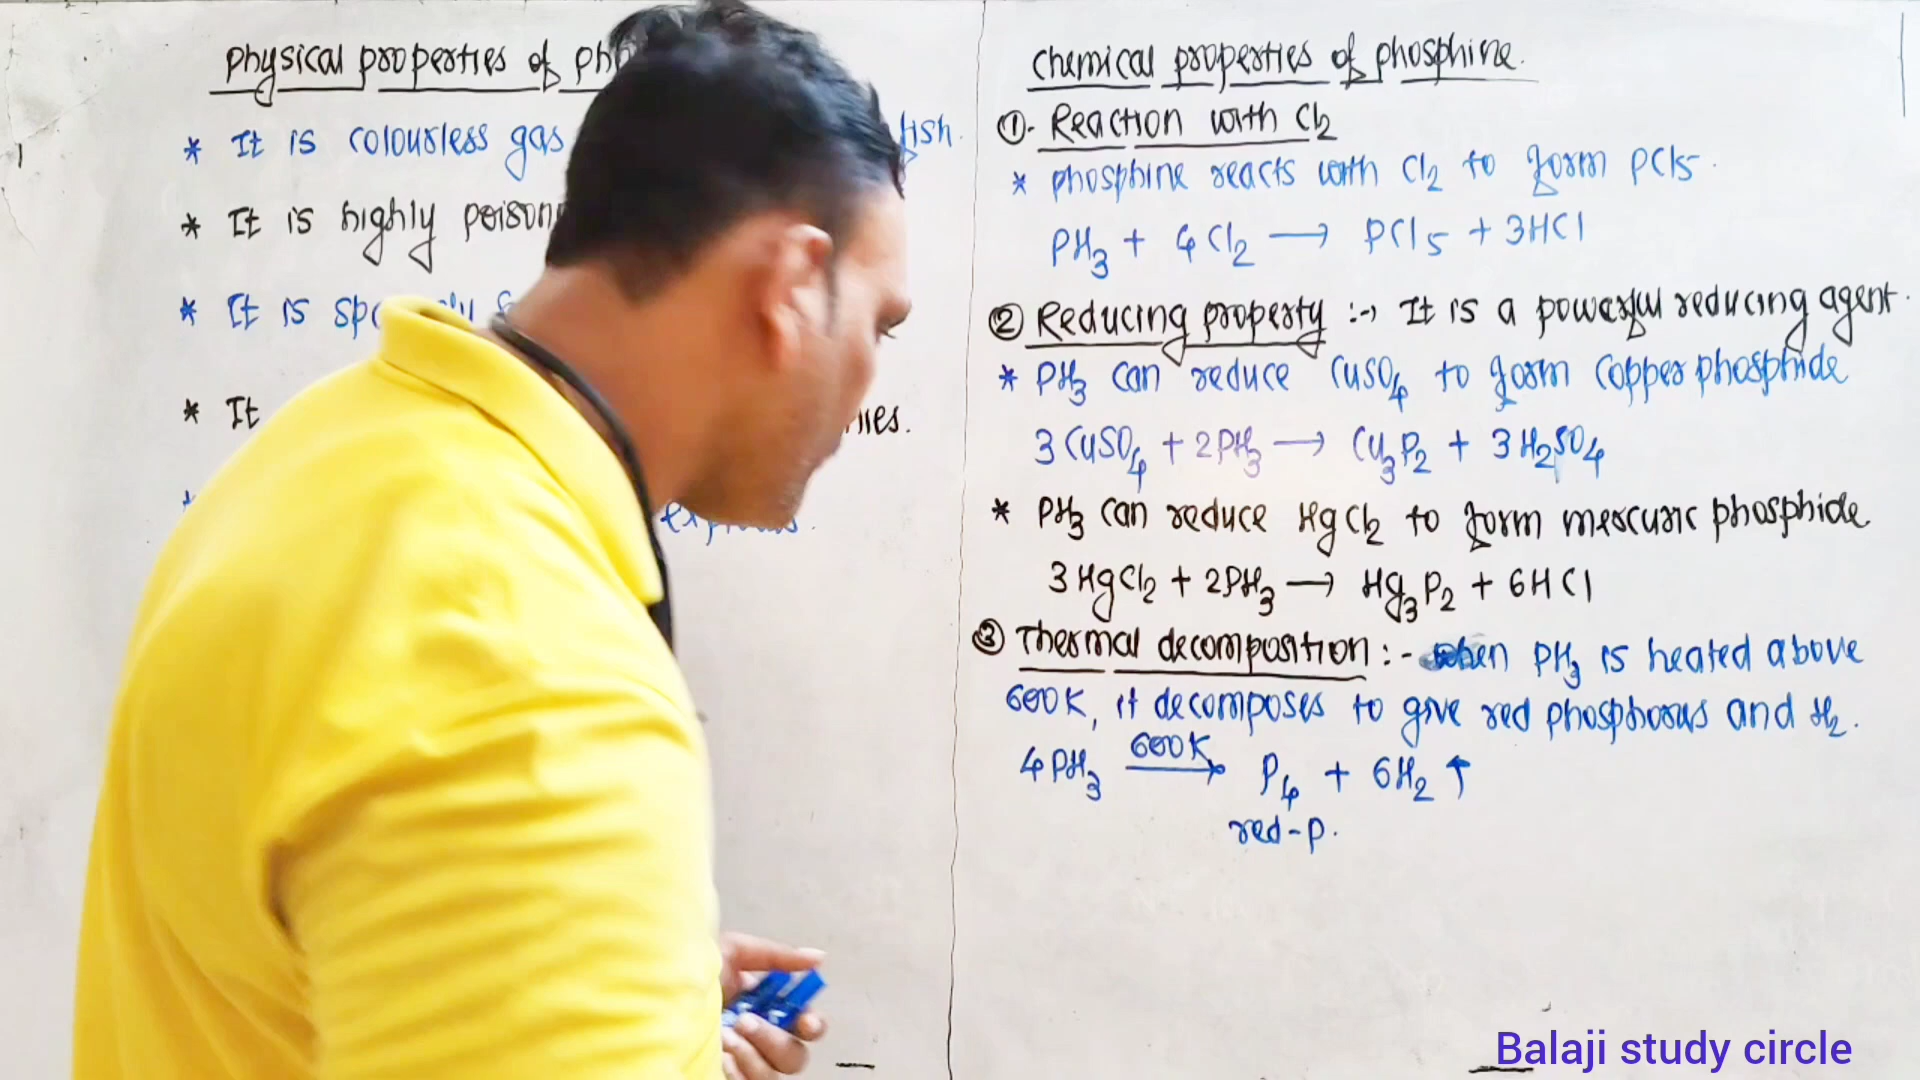 Physical properties of ph
* It is colourless gas fish.
* It is highly poison
* It is
* It
chemical properties of phosphine.
①- Reaction with Cl2
* phosphine reacts with Cl2 to form PCl5.
PH3 + 4Cl2 → PCl5 + 3HCl
② Reducing property :-) It is a powerful reducing agent.
* PH3 can reduce CuSO4 to form Copper phosphide
3CuSO4 + 2PH3 → Cu3P2 + 3H2SO4
* PH3 can reduce HgCl2 to form mercuric phosphide
3HgCl2 + 2PH3 → Hg3P2 + 6HCl
③ Thermal decomposition :- when PH3 is heated above
600K, it decomposes to give red phosphorus and H2.
4PH3 600K → P4 + 6H2 ↑
red-P.
Balaji study circle